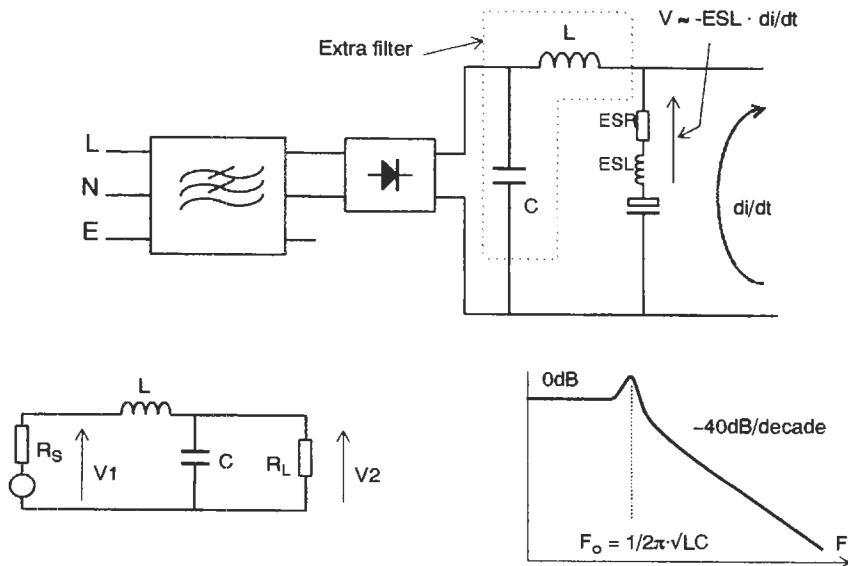 V ≈ -ESL · di/dt
L
Extra filter
ESR
ESL
L
N
E
C
di/dt
L
RS
V1
C
RL
V2
0dB
-40dB/decade
Fo = 1/2π·√LC
F